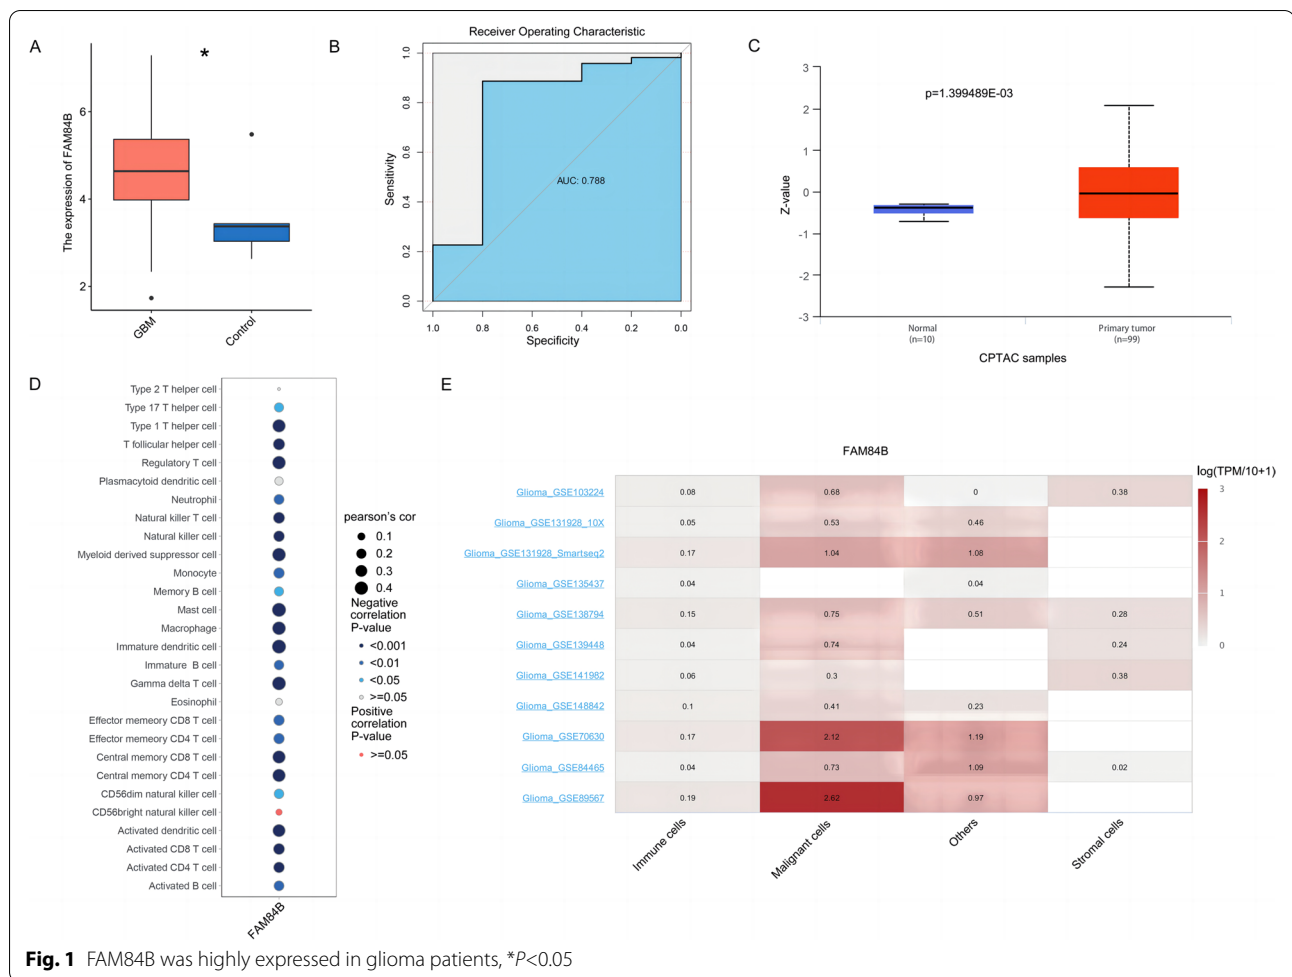 A
*
The expression of FAM84B
6
4
2
GBM
Control
B
Receiver Operating Characteristic
Sensitivity
1.0
0.8
0.6
0.4
0.2
0.0
AUC: 0.788
1.0
0.8
0.6
0.4
0.2
0.0
Specificity
C
p=1.399489E-03
Z-value
3
2
1
0
-1
-2
-3
Normal
(n=10)
Primary tumor
(n=99)
CPTAC samples
D
Type 2 T helper cell
Type 17 T helper cell
Type 1 T helper cell
T follicular helper cell
Regulatory T cell
Plasmacytoid dendritic cell
Neutrophil
Natural killer T cell
Natural killer cell
Myeloid derived suppressor cell
Monocyte
Memory B cell
Mast cell
Macrophage
Immature dendritic cell
Immature B cell
Gamma delta T cell
Eosinophil
Effector memeory CD8 T cell
Effector memeory CD4 T cell
Central memory CD8 T cell
Central memory CD4 T cell
CD56dim natural killer cell
CD56bright natural killer cell
Activated dendritic cell
Activated CD8 T cell
Activated CD4 T cell
Activated B cell
FAM84B
pearson's cor
0.1
0.2
0.3
0.4
Negative
correlation
P-value
<0.001
<0.01
<0.05
>=0.05
Positive
correlation
P-value
>=0.05
E
FAM84B
Glioma_GSE103224 0.08 0.68 0 0.38
Glioma_GSE131928_10X 0.05 0.53 0.46
Glioma_GSE131928_Smartseq2 0.17 1.04 1.08
Glioma_GSE135437 0.04 0.04
Glioma_GSE138794 0.15 0.75 0.51 0.28
Glioma_GSE139448 0.04 0.74 0.24
Glioma_GSE141982 0.06 0.3 0.38
Glioma_GSE148842 0.1 0.41 0.23
Glioma_GSE70630 0.17 2.12 1.19
Glioma_GSE84465 0.04 0.73 1.09 0.02
Glioma_GSE89567 0.19 2.62 0.97
Immune cells
Malignant cells
Others
Stromal cells
log(TPM/10+1)
3
2
1
0
Fig. 1 FAM84B was highly expressed in glioma patients, *P<0.05